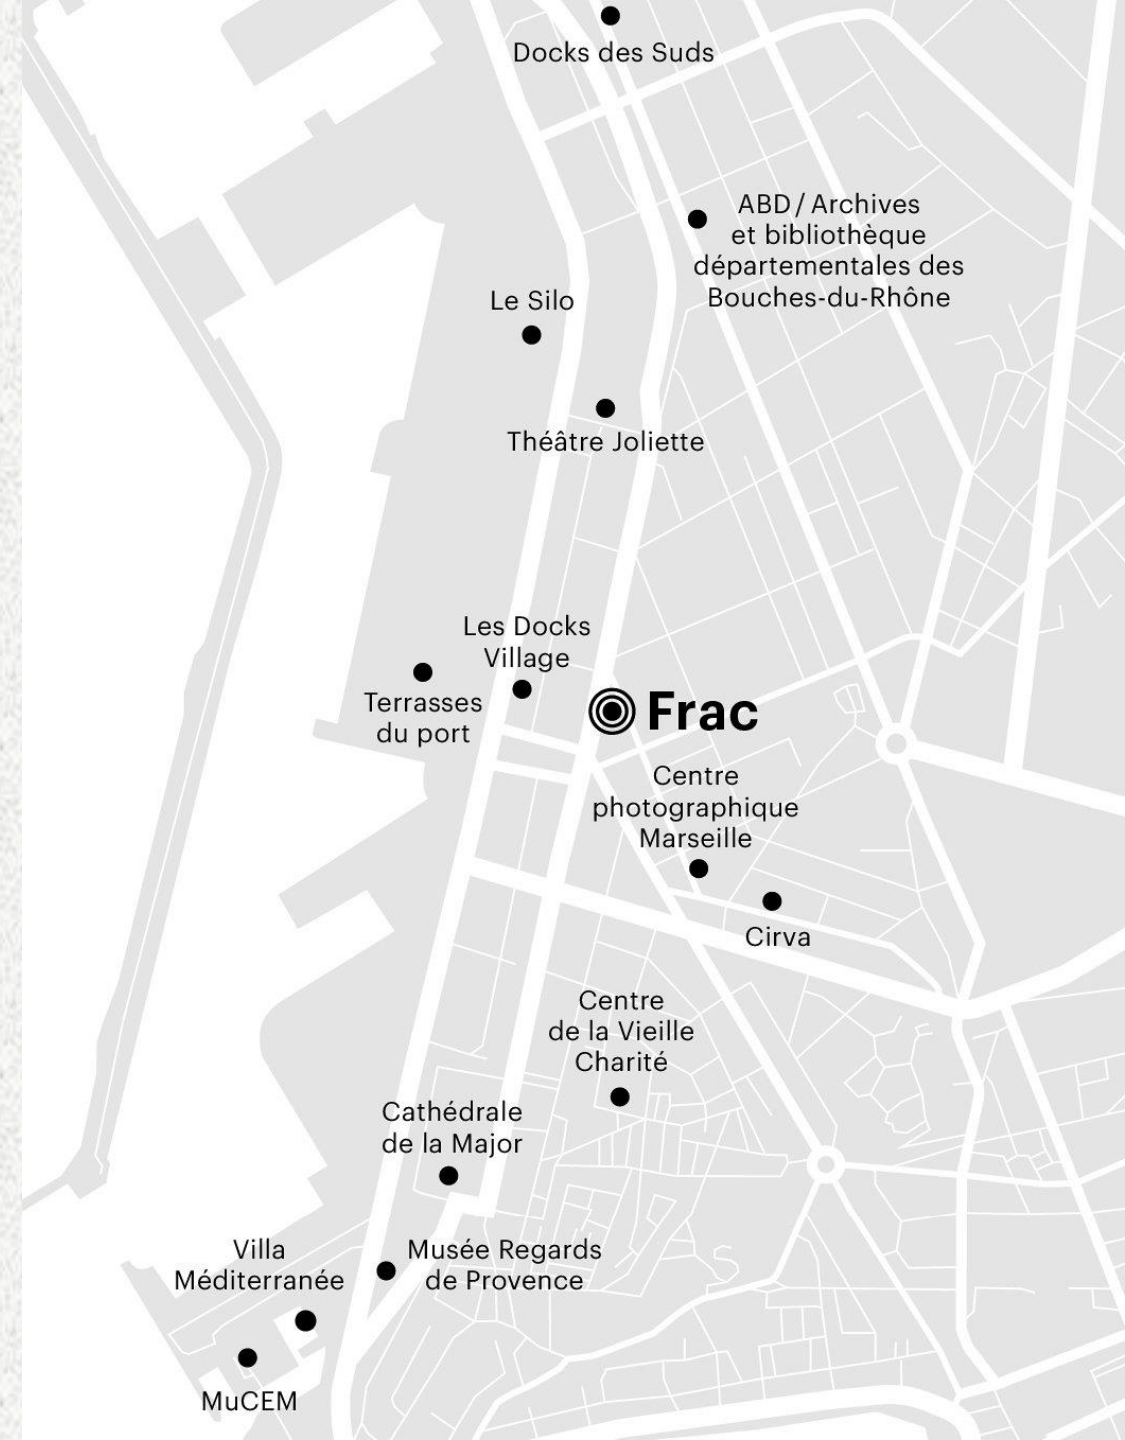 Docks des Suds
ABD / Archives
et bibliothèque
départementales des
Bouches-du-Rhône
Le Silo
Théâtre Joliette
Les Docks
Village
Terrasses
du port
Frac
Centre
photographique
Marseille
Cirva
Centre
de la Vieille
Charité
Cathédrale
de la Major
Musée Regards
de Provence
Villa
Méditerranée
MuCEM